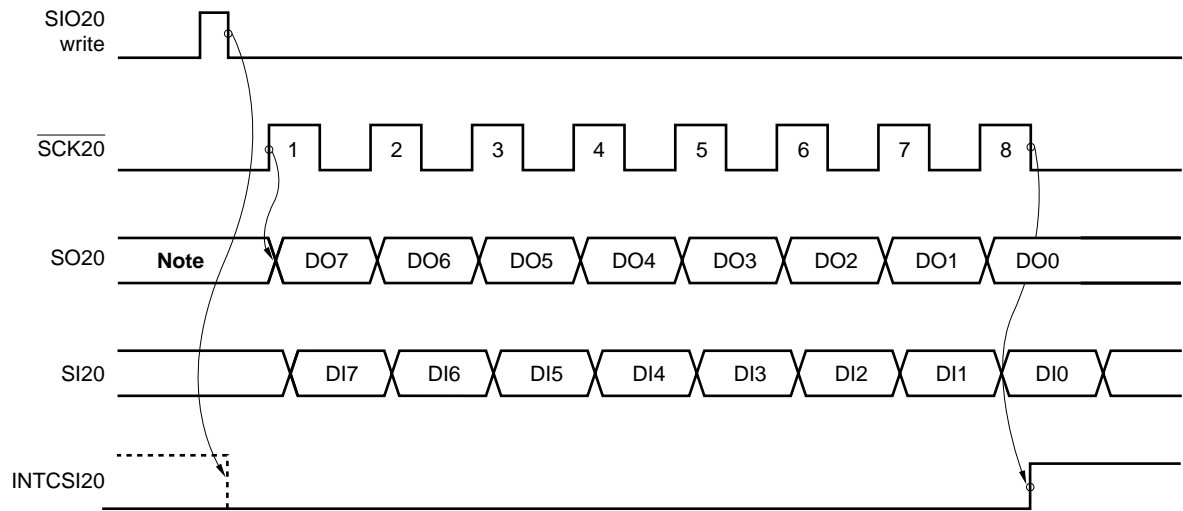 SIO20
write
SCK20
1 2 3 4 5 6 7 8
SO20
Note DO7 DO6 DO5 DO4 DO3 DO2 DO1 DO0
SI20
DI7 DI6 DI5 DI4 DI3 DI2 DI1 DI0
INTCSI20